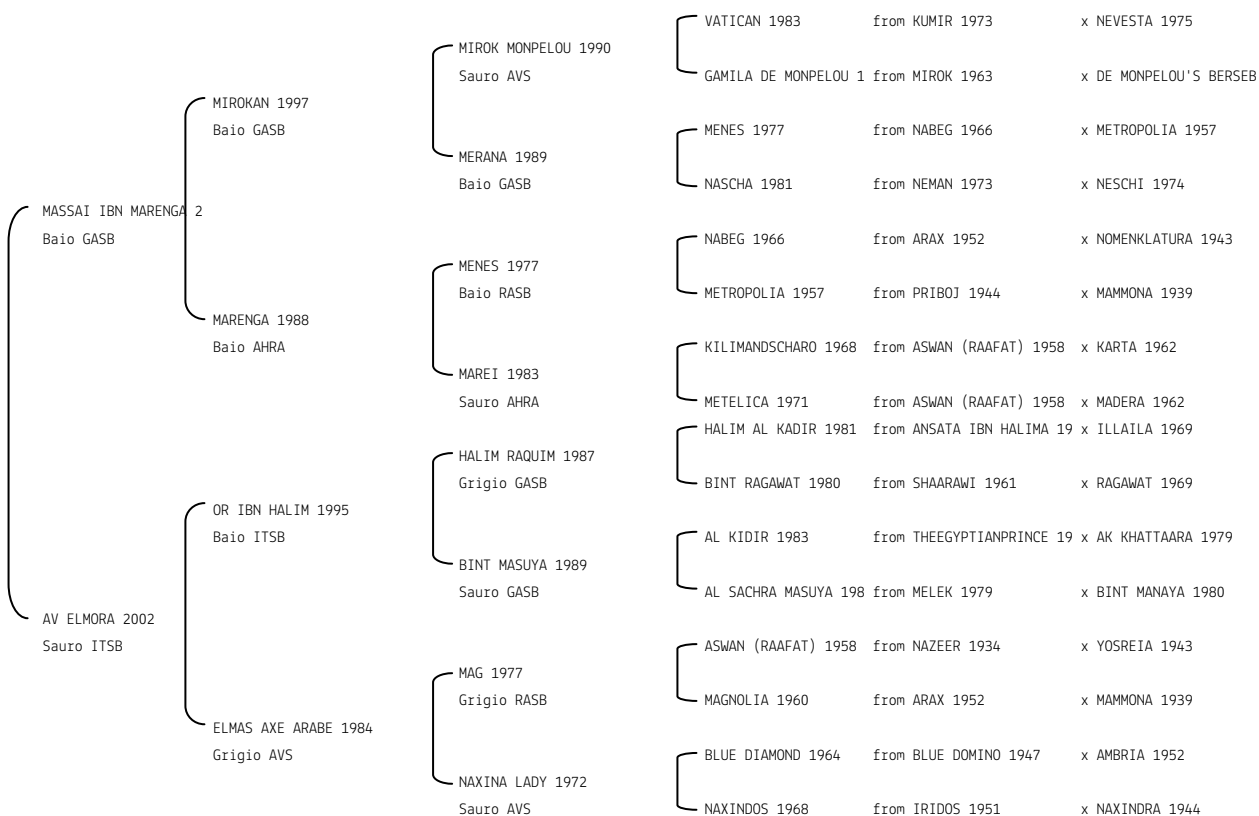 VATICAN 1983 from KUMIR 1973 x NEVESTA 1975
MIROK MONPELOU 1990
Sauro AVS
GAMILA DE MONPELOU 1 from MIROK 1963 x DE MONPELOU'S BERSEB
MIROKAN 1997
Baio GASB
MENES 1977 from NABEG 1966 x METROPOLIA 1957
MERANA 1989
Baio GASB
NASCHA 1981 from NEMAN 1973 x NESCHI 1974
MASSAI IBN MARENGA 2
Baio GASB
NABEG 1966 from ARAX 1952 x NOMENKLATURA 1943
MENES 1977
Baio RASB
METROPOLIA 1957 from PRIBOJ 1944 x MAMMONA 1939
MARENGA 1988
Baio AHRA
KILIMANDSCHARO 1968 from ASWAN (RAAFAT) 1958 x KARTA 1962
MAREI 1983
Sauro AHRA
METELICA 1971 from ASWAN (RAAFAT) 1958 x MADERA 1962
HALIM AL KADIR 1981 from ANSATA IBN HALIMA 19 x ILLAILA 1969
HALIM RAQUIM 1987
Grigio GASB
BINT RAGAWAT 1980 from SHAARAWI 1961 x RAGAWAT 1969
OR IBN HALIM 1995
Baio ITSB
AL KIDIR 1983 from THEEGYPTIANPRINCE 19 x AK KHATTAARA 1979
BINT MASUYA 1989
Sauro GASB
AL SACHRA MASUYA 198 from MELEK 1979 x BINT MANAYA 1980
AV ELMORA 2002
Sauro ITSB
ASWAN (RAAFAT) 1958 from NAZEER 1934 x YOSREIA 1943
MAG 1977
Grigio RASB
MAGNOLIA 1960 from ARAX 1952 x MAMMONA 1939
ELMAS AXE ARABE 1984
Grigio AVS
BLUE DIAMOND 1964 from BLUE DOMINO 1947 x AMBRIA 1952
NAXINA LADY 1972
Sauro AVS
NAXINDOS 1968 from IRIDOS 1951 x NAXINDRA 1944